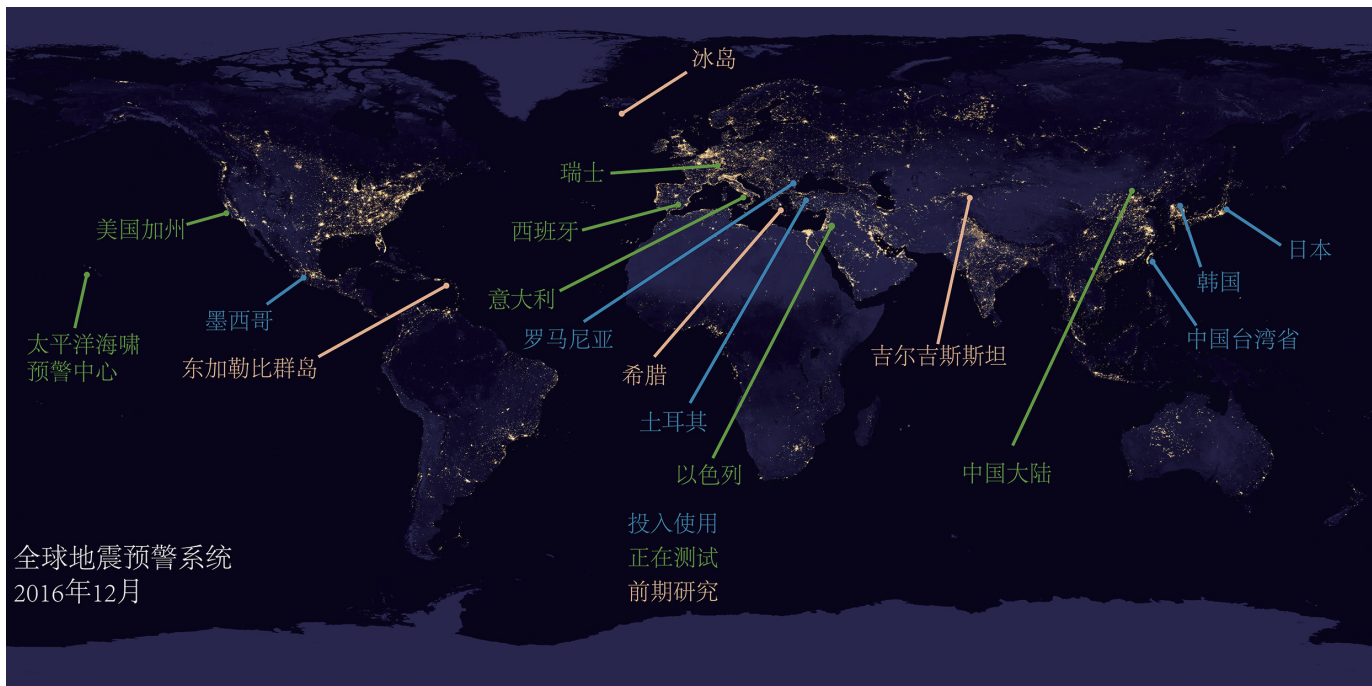 冰岛
瑞士
美国加州
西班牙
日本
韩国
意大利
墨西哥
罗马尼亚
中国台湾省
太平洋海啸
预警中心
东加勒比群岛
希腊
吉尔吉斯斯坦
土耳其
以色列
中国大陆
投入使用
正在测试
前期研究
全球地震预警系统
2016年12月